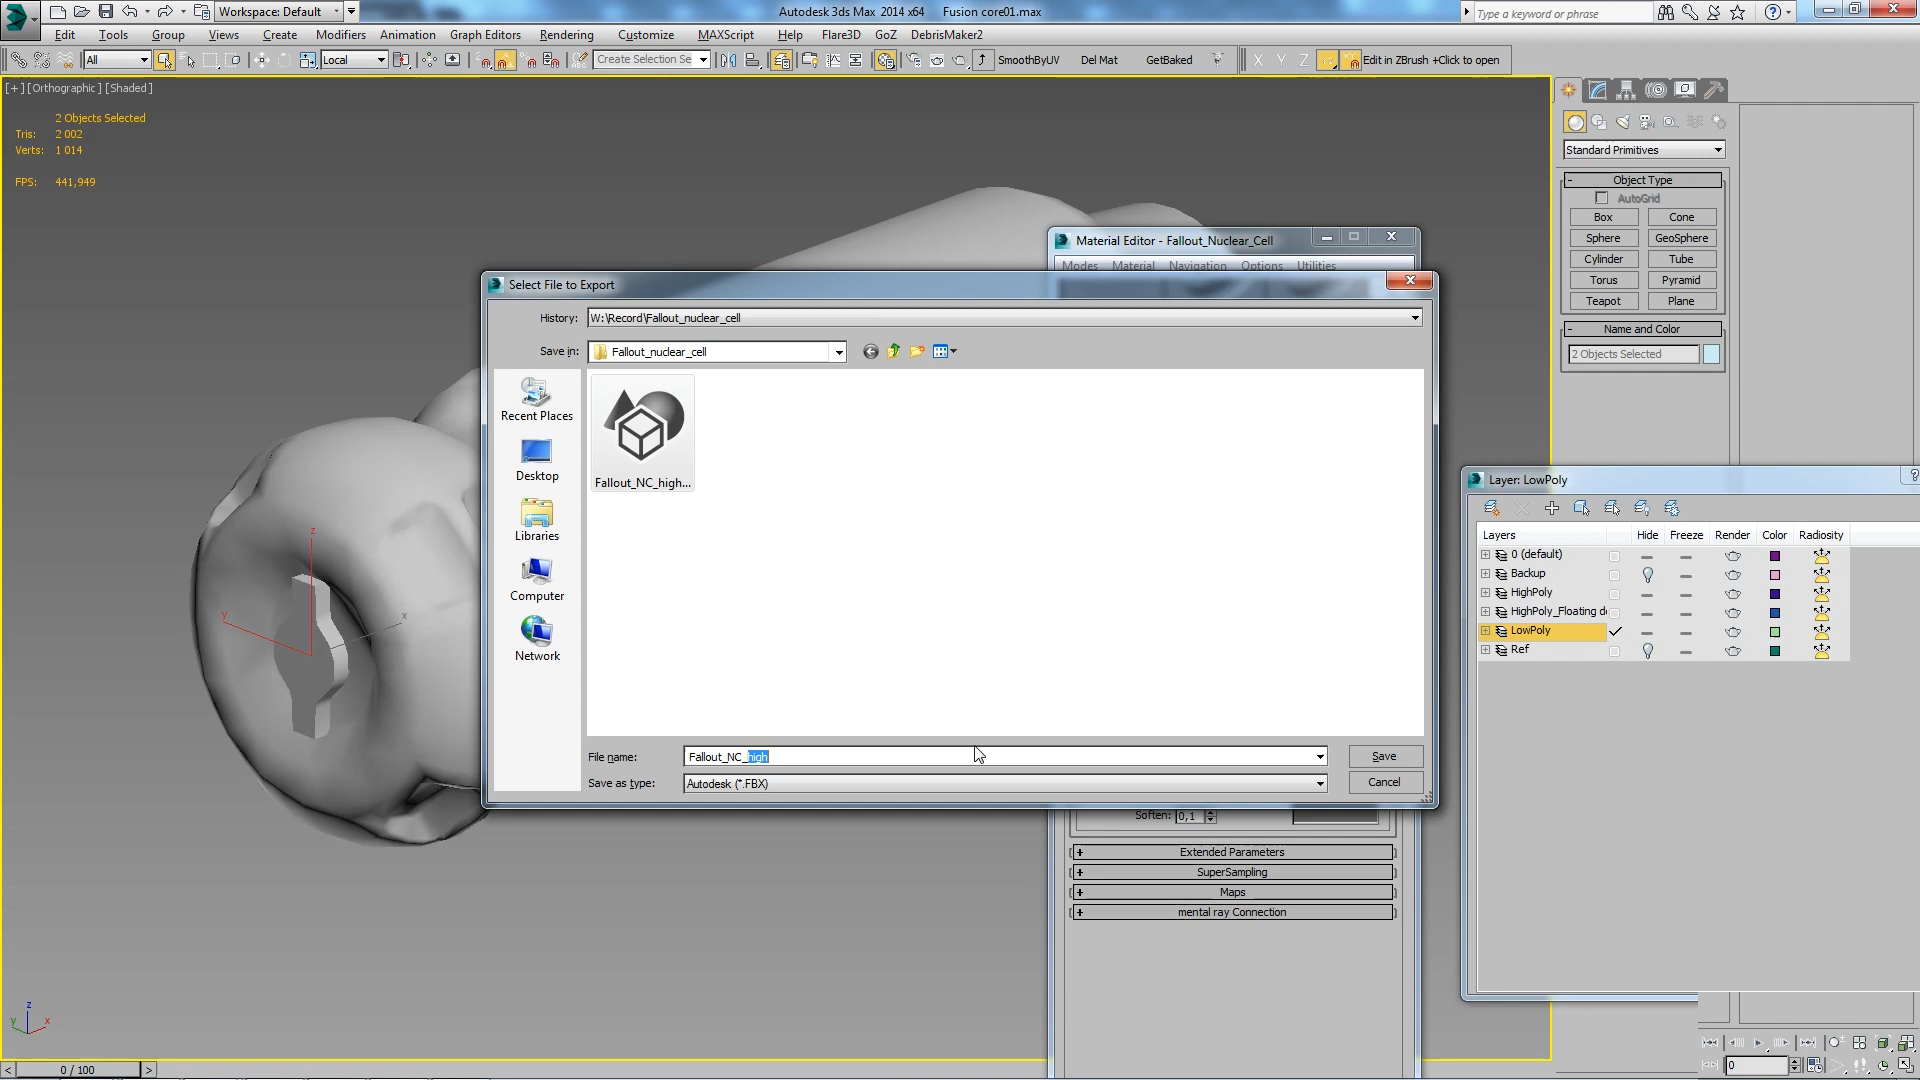 Workspace: Default
Autodesk 3ds Max 2014 x64 Fusion core01.max
Type a keyword or phrase
Edit Tools Group Views Create Modifiers Animation Graph Editors Rendering Customize MAXScript Help Flare3D GoZ DebrisMaker2
All Local Create Selection Se X Y Z SmoothByUV Del Mat GetBaked Edit in ZBrush +Click to open
[+] [Orthographic ] [Shaded ]
2 Objects Selected
Tris: 2 002
Verts: 1 014
FPS: 441,949
Standard Primitives
- Object Type
AutoGrid
Box Cone
Sphere GeoSphere
Cylinder Tube
Torus Pyramid
Teapot Plane
- Name and Color
2 Objects Selected
Material Editor - Fallout_Nuclear_Cell
Modes Material Navigation Options Utilities
Select File to Export
History: W:\Record\Fallout_nuclear_cell
Save in: Fallout_nuclear_cell
Recent Places
Desktop
Libraries
Computer
Network
Fallout_NC_high...
File name: Fallout_NC_high Save
Save as type: Autodesk (*.FBX) Cancel
Soften: 0,1
+ Extended Parameters
+ SuperSampling
+ Maps
+ mental ray Connection
Layer: LowPoly
Layers Hide Freeze Render Color Radiosity
0 (default)
Backup
HighPoly
HighPoly_Floating de
LowPoly
Ref
z
y
x
z
y x
< 0 / 100 >
0